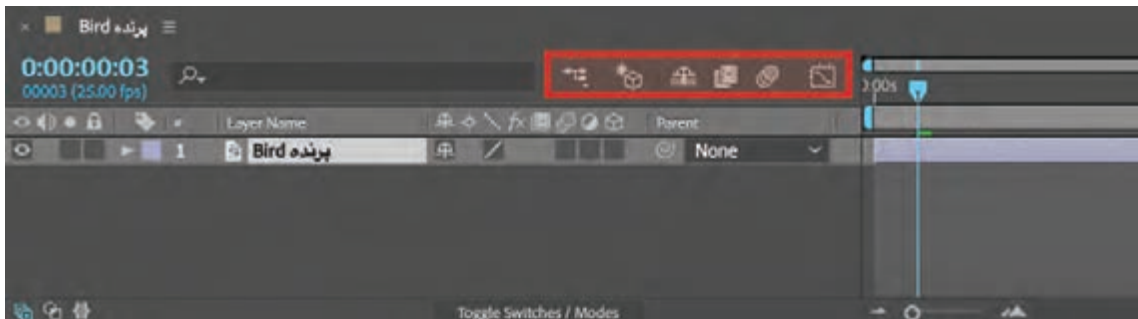 Bird پرنده
0:00:00:03
00003 (25.00 fps)
0:00s
# Layer Name Parent
1 Bird پرنده None
Toggle Switches / Modes